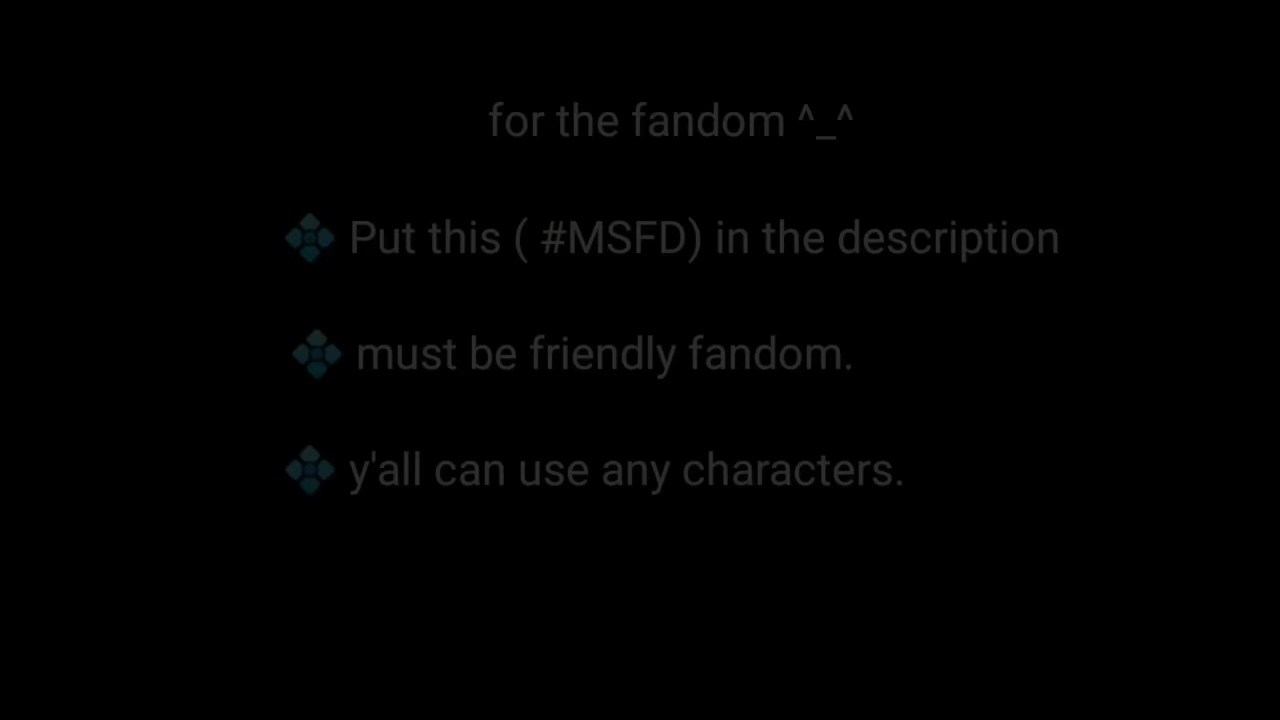 for the fandom ^_^
💠 Put this ( #MSFD) in the description
💠 must be friendly fandom.
💠 y'all can use any characters.